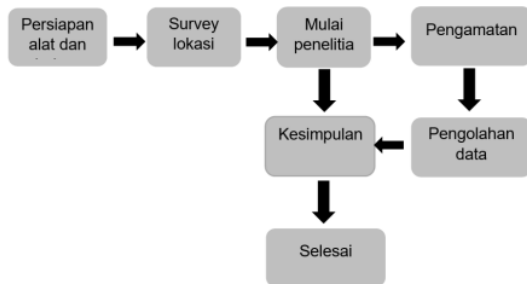 Persiapan
alat dan
Survey
lokasi
Mulai
penelitia
Pengamatan
Kesimpulan
Pengolahan
data
Selesai